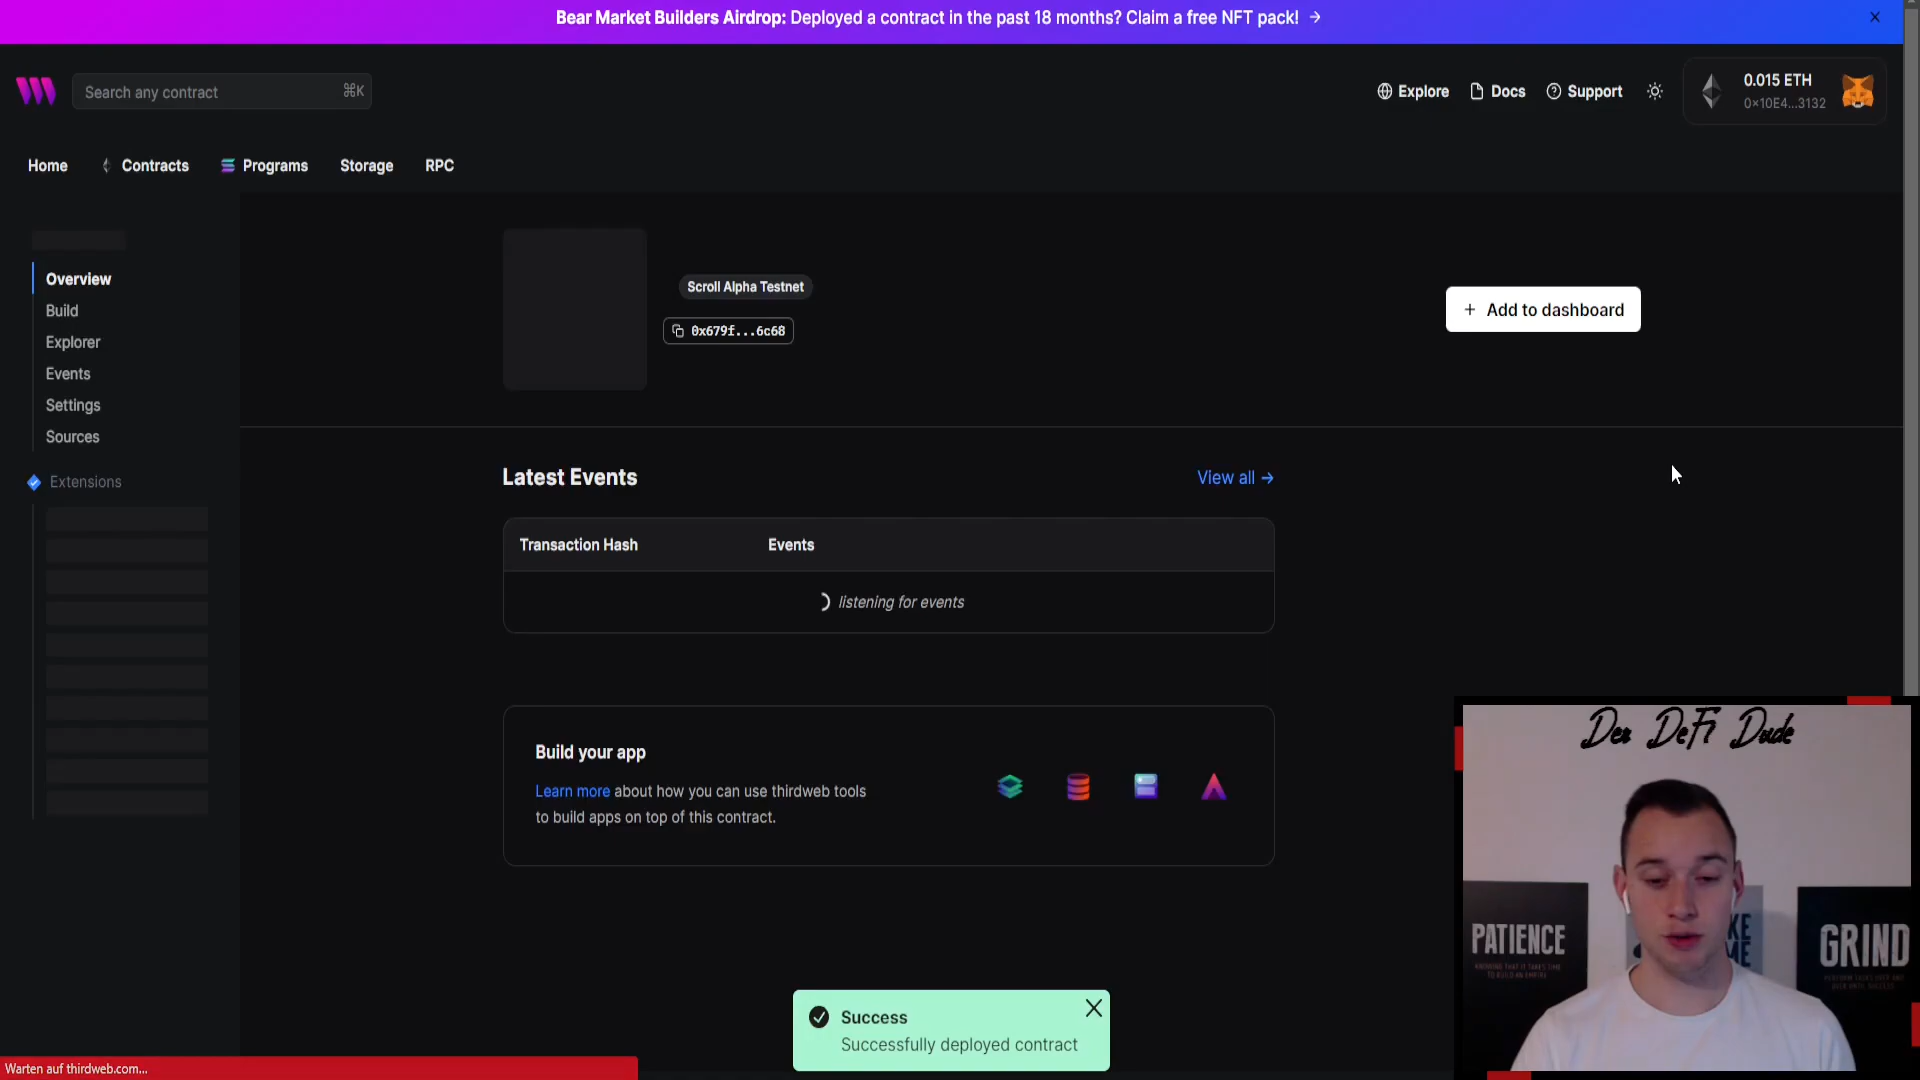 Bear Market Builders Airdrop: Deployed a contract in the past 18 months? Claim a free NFT pack! →
Search any contract
⌘K
Explore
Docs
Support
0.015 ETH
0×10E4...3132
Home
Contracts
Programs
Storage
RPC
Overview
Build
Explorer
Events
Settings
Sources
Extensions
Scroll Alpha Testnet
0x679f...6c68
+ Add to dashboard
Latest Events
View all →
Transaction Hash
Events
listening for events
Build your app
Learn more about how you can use thirdweb tools
to build apps on top of this contract.
Der DeFi Dude
PATIENCE
GRIND
Success
Successfully deployed contract
Warten auf thirdweb.com...